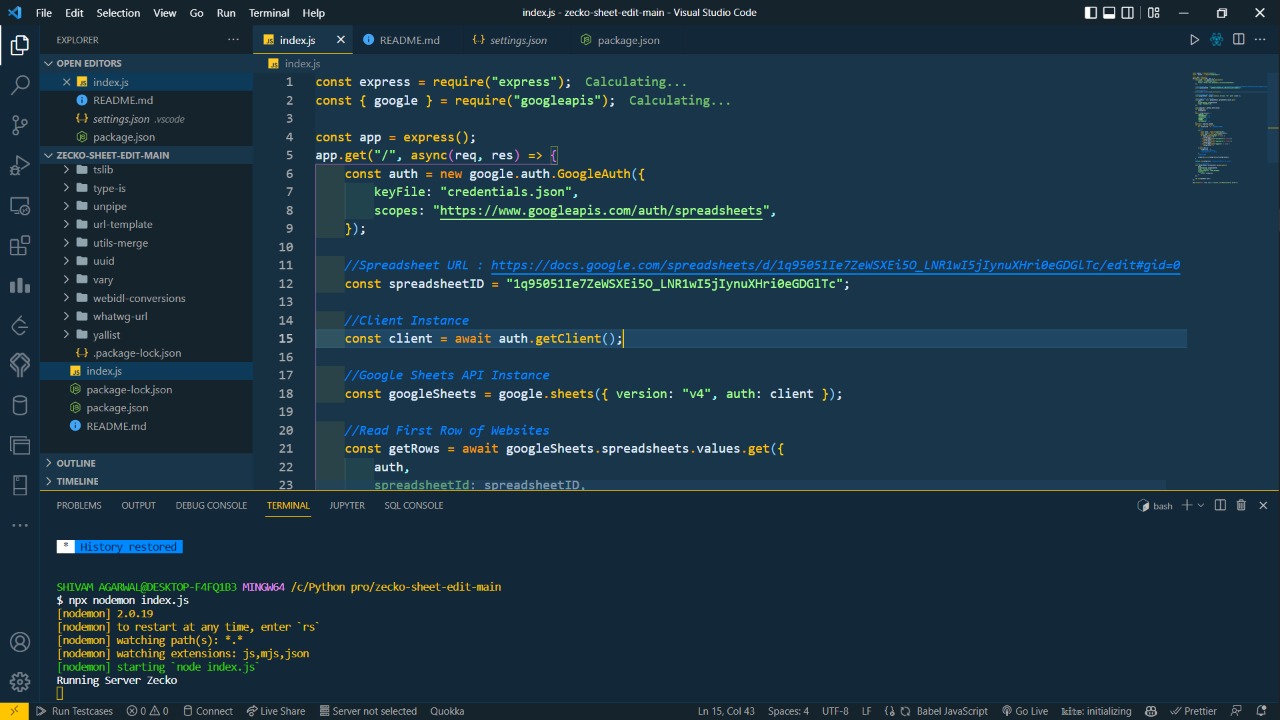 File Edit Selection View Go Run Terminal Help
index.js - zecko-sheet-edit-main - Visual Studio Code
EXPLORER
OPEN EDITORS
index.js
README.md
settings.json .vscode
package.json
ZECKO-SHEET-EDIT-MAIN
tslib
type-is
unpipe
url-template
utils-merge
uuid
vary
webidl-conversions
whatwg-url
yallist
.package-lock.json
index.js
package-lock.json
package.json
README.md
OUTLINE
TIMELINE
index.js README.md settings.json package.json
index.js
1 const express = require("express"); Calculating...
2 const { google } = require("googleapis"); Calculating...
3
4 const app = express();
5 app.get("/", async(req, res) => {
6 const auth = new google.auth.GoogleAuth({
7 keyFile: "credentials.json",
8 scopes: "https://www.googleapis.com/auth/spreadsheets",
9 });
10
11 //Spreadsheet URL : https://docs.google.com/spreadsheets/d/1q95051Ie7ZeWSXEi5O_LNR1wI5jIynuXHri0eGDGlTc/edit#gid=0
12 const spreadsheetID = "1q95051Ie7ZeWSXEi5O_LNR1wI5jIynuXHri0eGDGlTc";
13
14 //Client Instance
15 const client = await auth.getClient();
16
17 //Google Sheets API Instance
18 const googleSheets = google.sheets({ version: "v4", auth: client });
19
20 //Read First Row of Websites
21 const getRows = await googleSheets.spreadsheets.values.get({
22 auth,
23 spreadsheetId: spreadsheetID,
PROBLEMS OUTPUT DEBUG CONSOLE TERMINAL JUPYTER SQL CONSOLE
bash
* History restored
SHIVAM AGARWAL@DESKTOP-F4FQ1B3 MINGW64 /c/Python pro/zecko-sheet-edit-main
$ npx nodemon index.js
[nodemon] 2.0.19
[nodemon] to restart at any time, enter `rs`
[nodemon] watching path(s): *.*
[nodemon] watching extensions: js,mjs,json
[nodemon] starting `node index.js`
Running Server Zecko
Run Testcases 0 0 Connect Live Share Server not selected Quokka Ln 15, Col 43 Spaces: 4 UTF-8 LF Babel JavaScript Go Live kite: initializing Prettier